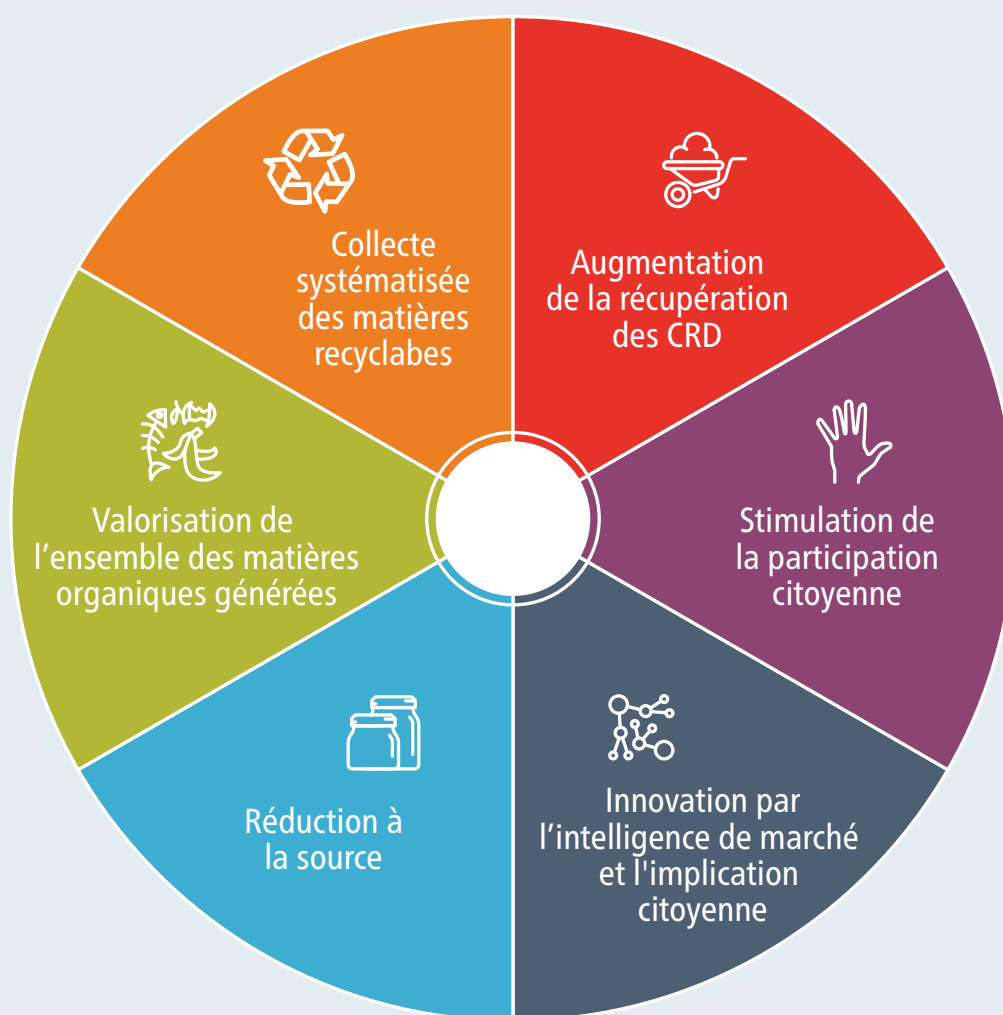 Collecte
systématisée
des matières
recyclabes
Augmentation
de la récupération
des CRD
Valorisation de
l’ensemble des matières
organiques générées
Stimulation de
la participation
citoyenne
Réduction à
la source
Innovation par
l’intelligence de marché
et l'implication
citoyenne